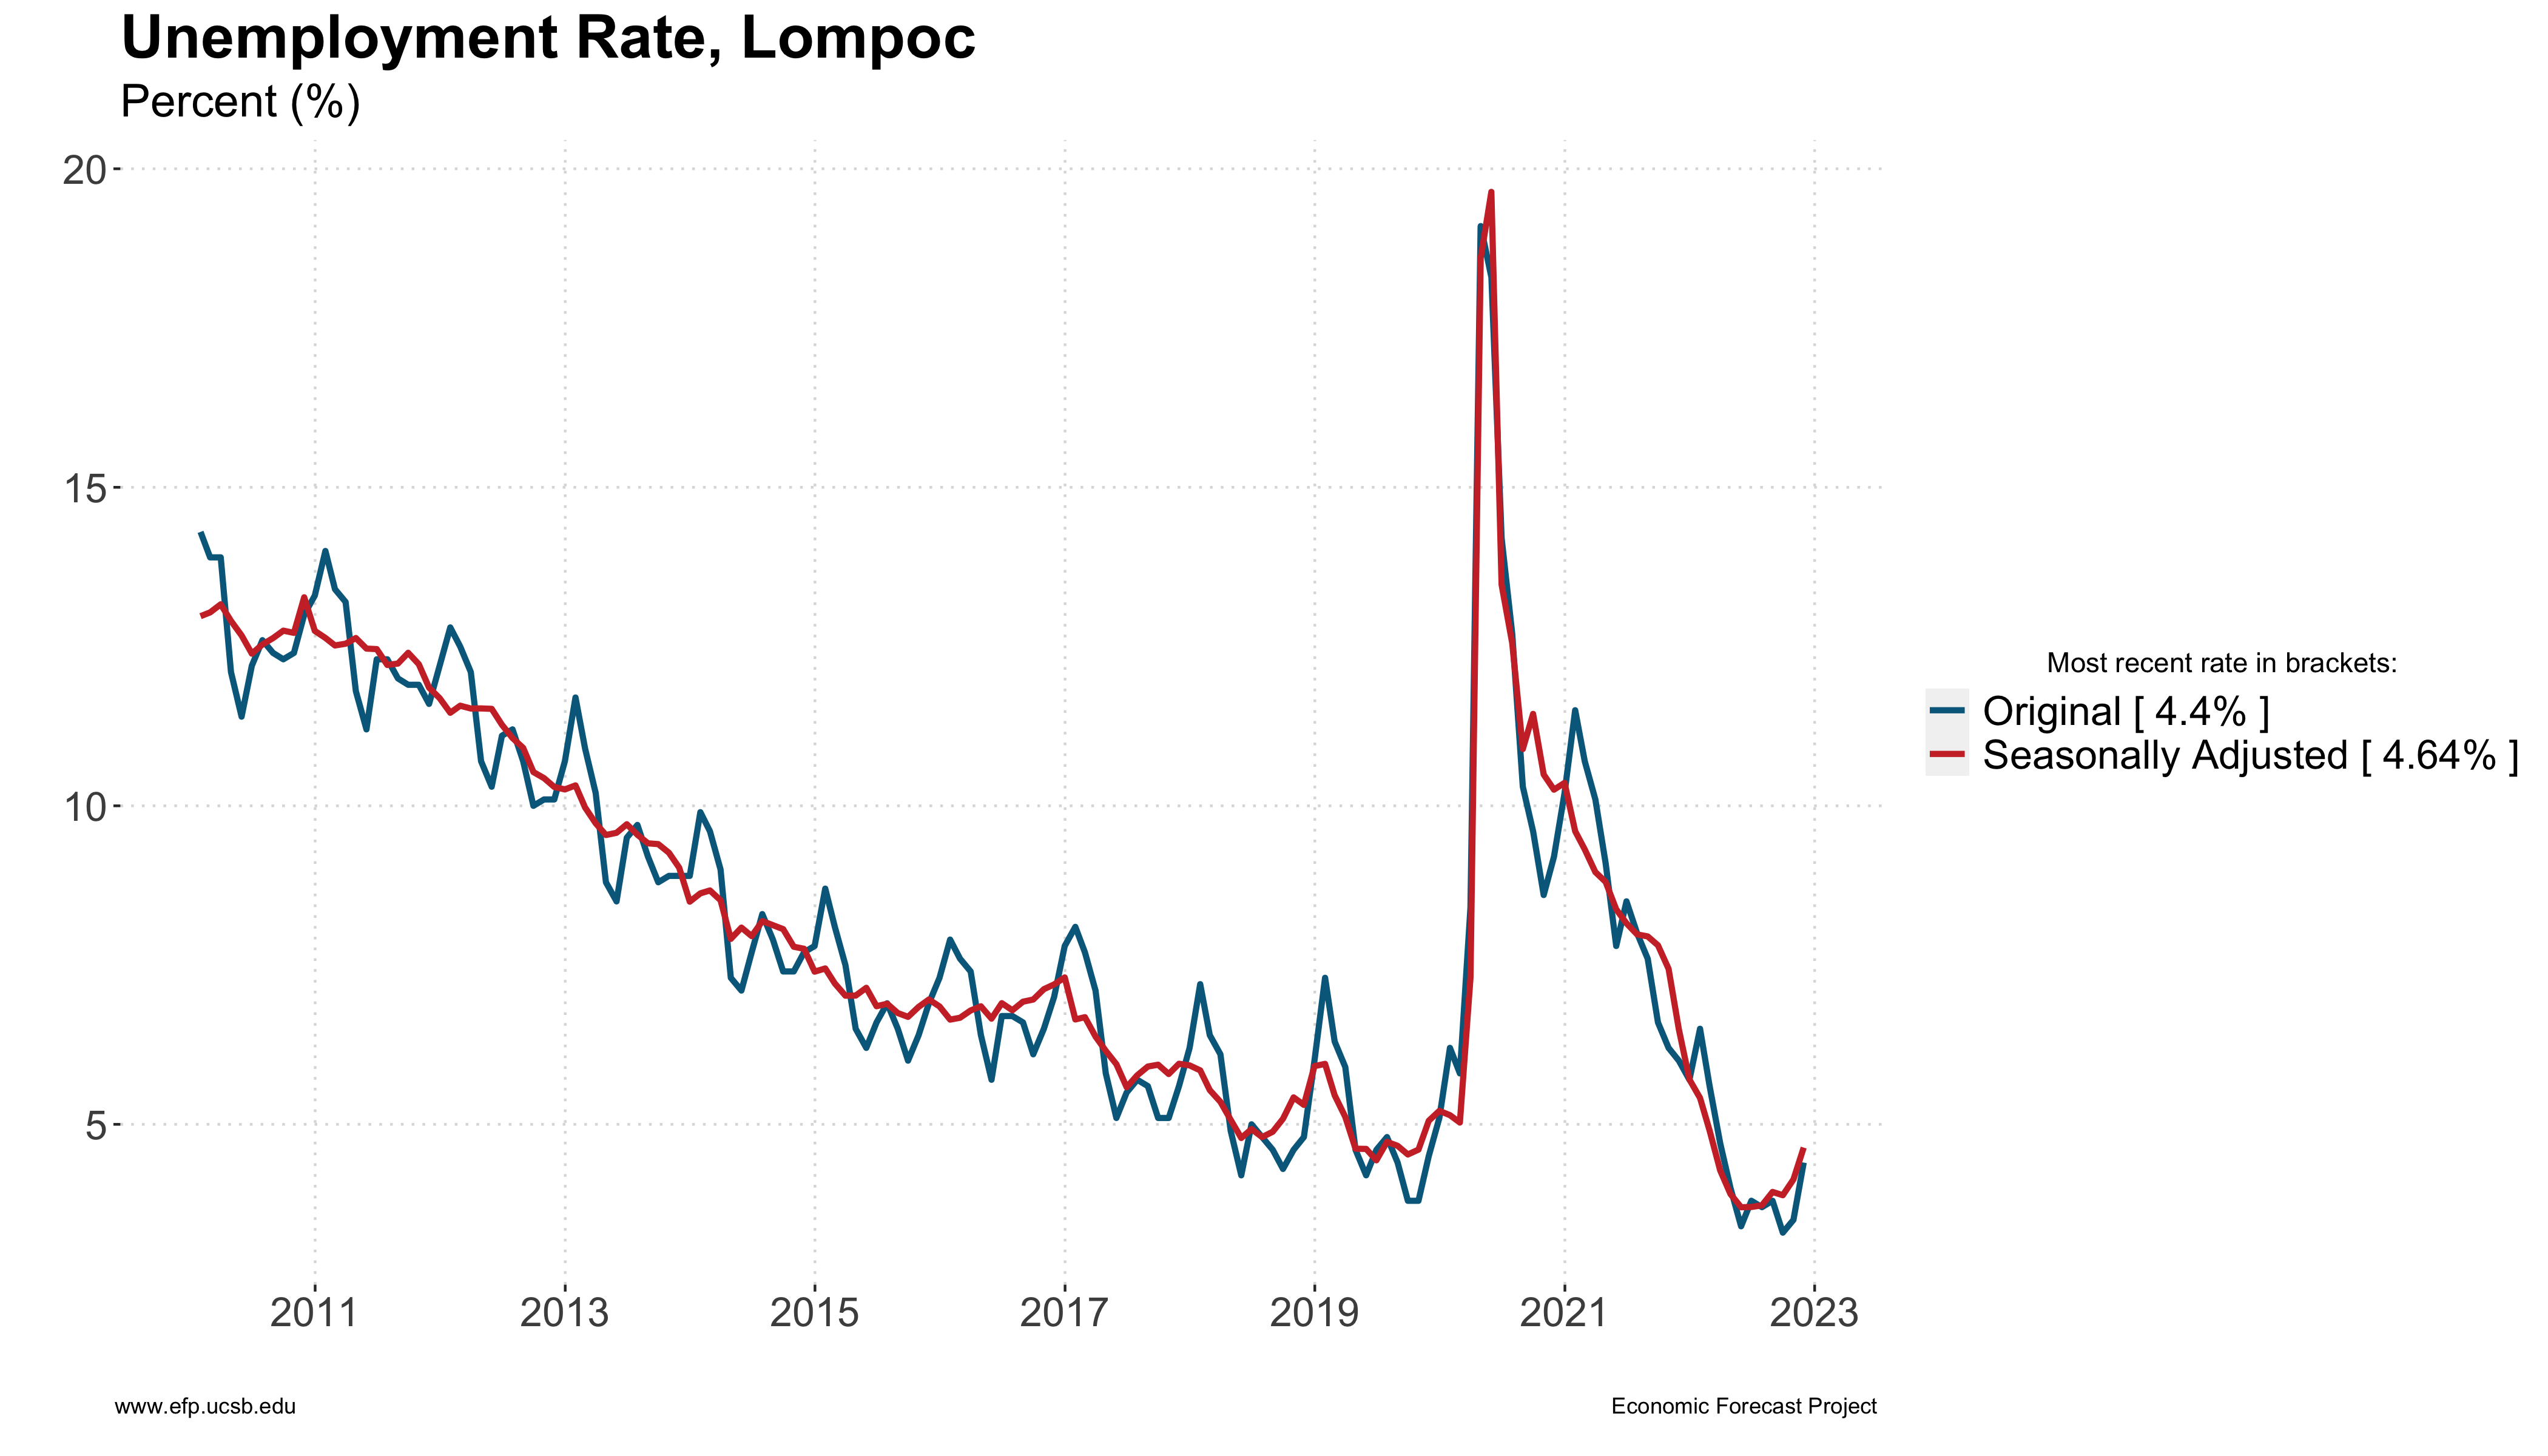 Unemployment Rate, Lompoc
Percent (%)
20
15
10
5
2011
2013
2015
2017
2019
2021
2023
Most recent rate in brackets:
Original [ 4.4% ]
Seasonally Adjusted [ 4.64% ]
www.efp.ucsb.edu
Economic Forecast Project